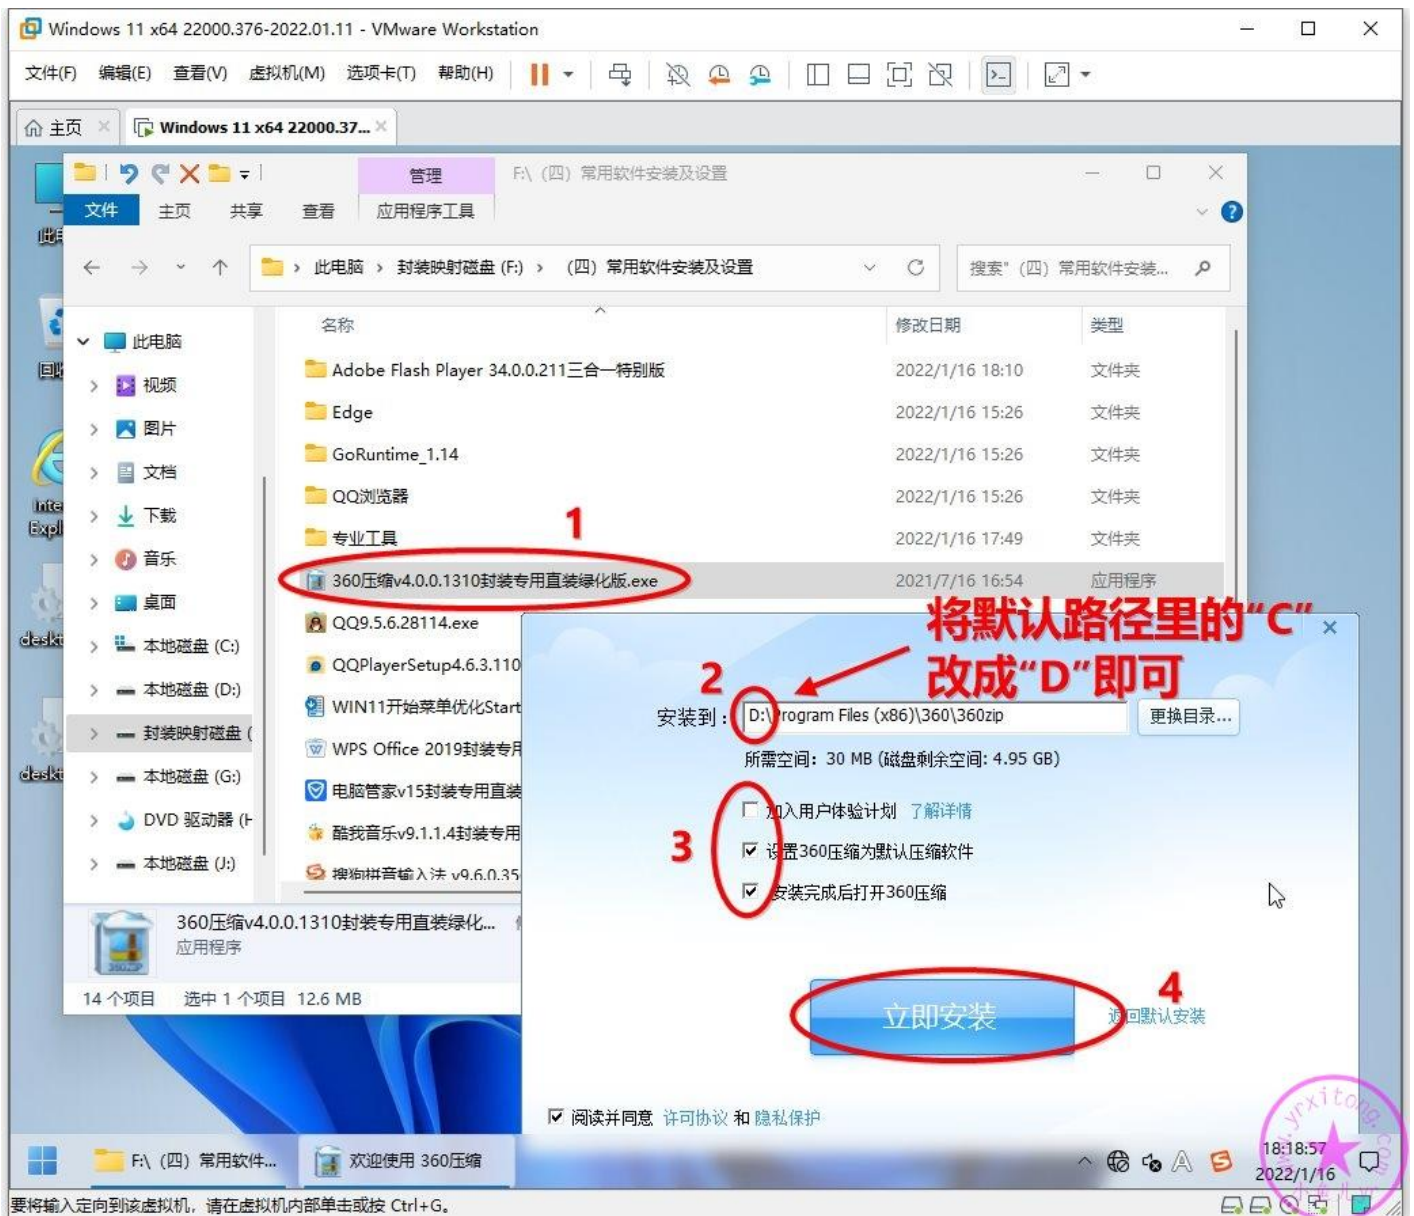 Windows 11 x64 22000.376-2022.01.11 - VMware Workstation
文件(F) 编辑(E) 查看(V) 虚拟机(M) 选项卡(T) 帮助(H)
主页
Windows 11 x64 22000.37...
管理 F:\ (四) 常用软件安装及设置
文件 主页 共享 查看 应用程序工具
此电脑 › 封装映射磁盘 (F:) › (四) 常用软件安装及设置
搜索"(四) 常用软件安装...
名称 修改日期 类型
此电脑
视频
图片
文档
下载
音乐
桌面
本地磁盘 (C:)
本地磁盘 (D:)
封装映射磁盘 (
本地磁盘 (G:)
DVD 驱动器 (H
本地磁盘 (J:)
Adobe Flash Player 34.0.0.211三合一特别版 2022/1/16 18:10 文件夹
Edge 2022/1/16 15:26 文件夹
GoRuntime_1.14 2022/1/16 15:26 文件夹
QQ浏览器 2022/1/16 15:26 文件夹
1
专业工具 2022/1/16 17:49 文件夹
360压缩v4.0.0.1310封装专用直装绿化版.exe 2021/7/16 16:54 应用程序
QQ9.5.6.28114.exe
QQPlayerSetup4.6.3.110
WIN11开始菜单优化Start
WPS Office 2019封装专用
电脑管家v15封装专用直装
酷我音乐v9.1.1.4封装专用
搜狗拼音输入法 v9.6.0.35
将默认路径里的“C”
改成“D”即可
2
安装到： D:\Program Files (x86)\360\360zip 更换目录...
所需空间：30 MB (磁盘剩余空间: 4.95 GB)
加入用户体验计划 了解详情
3
设置360压缩为默认压缩软件
安装完成后打开360压缩
4
立即安装 返回默认安装
阅读并同意 许可协议 和 隐私保护
360压缩v4.0.0.1310封装专用直装绿化...
应用程序
360ZIP
14 个项目 选中 1 个项目 12.6 MB
F:\ (四) 常用软件...
欢迎使用 360压缩
18:18:57
2022/1/16
www.yrxitong.com
要将输入定向到该虚拟机，请在虚拟机内部单击或按 Ctrl+G。